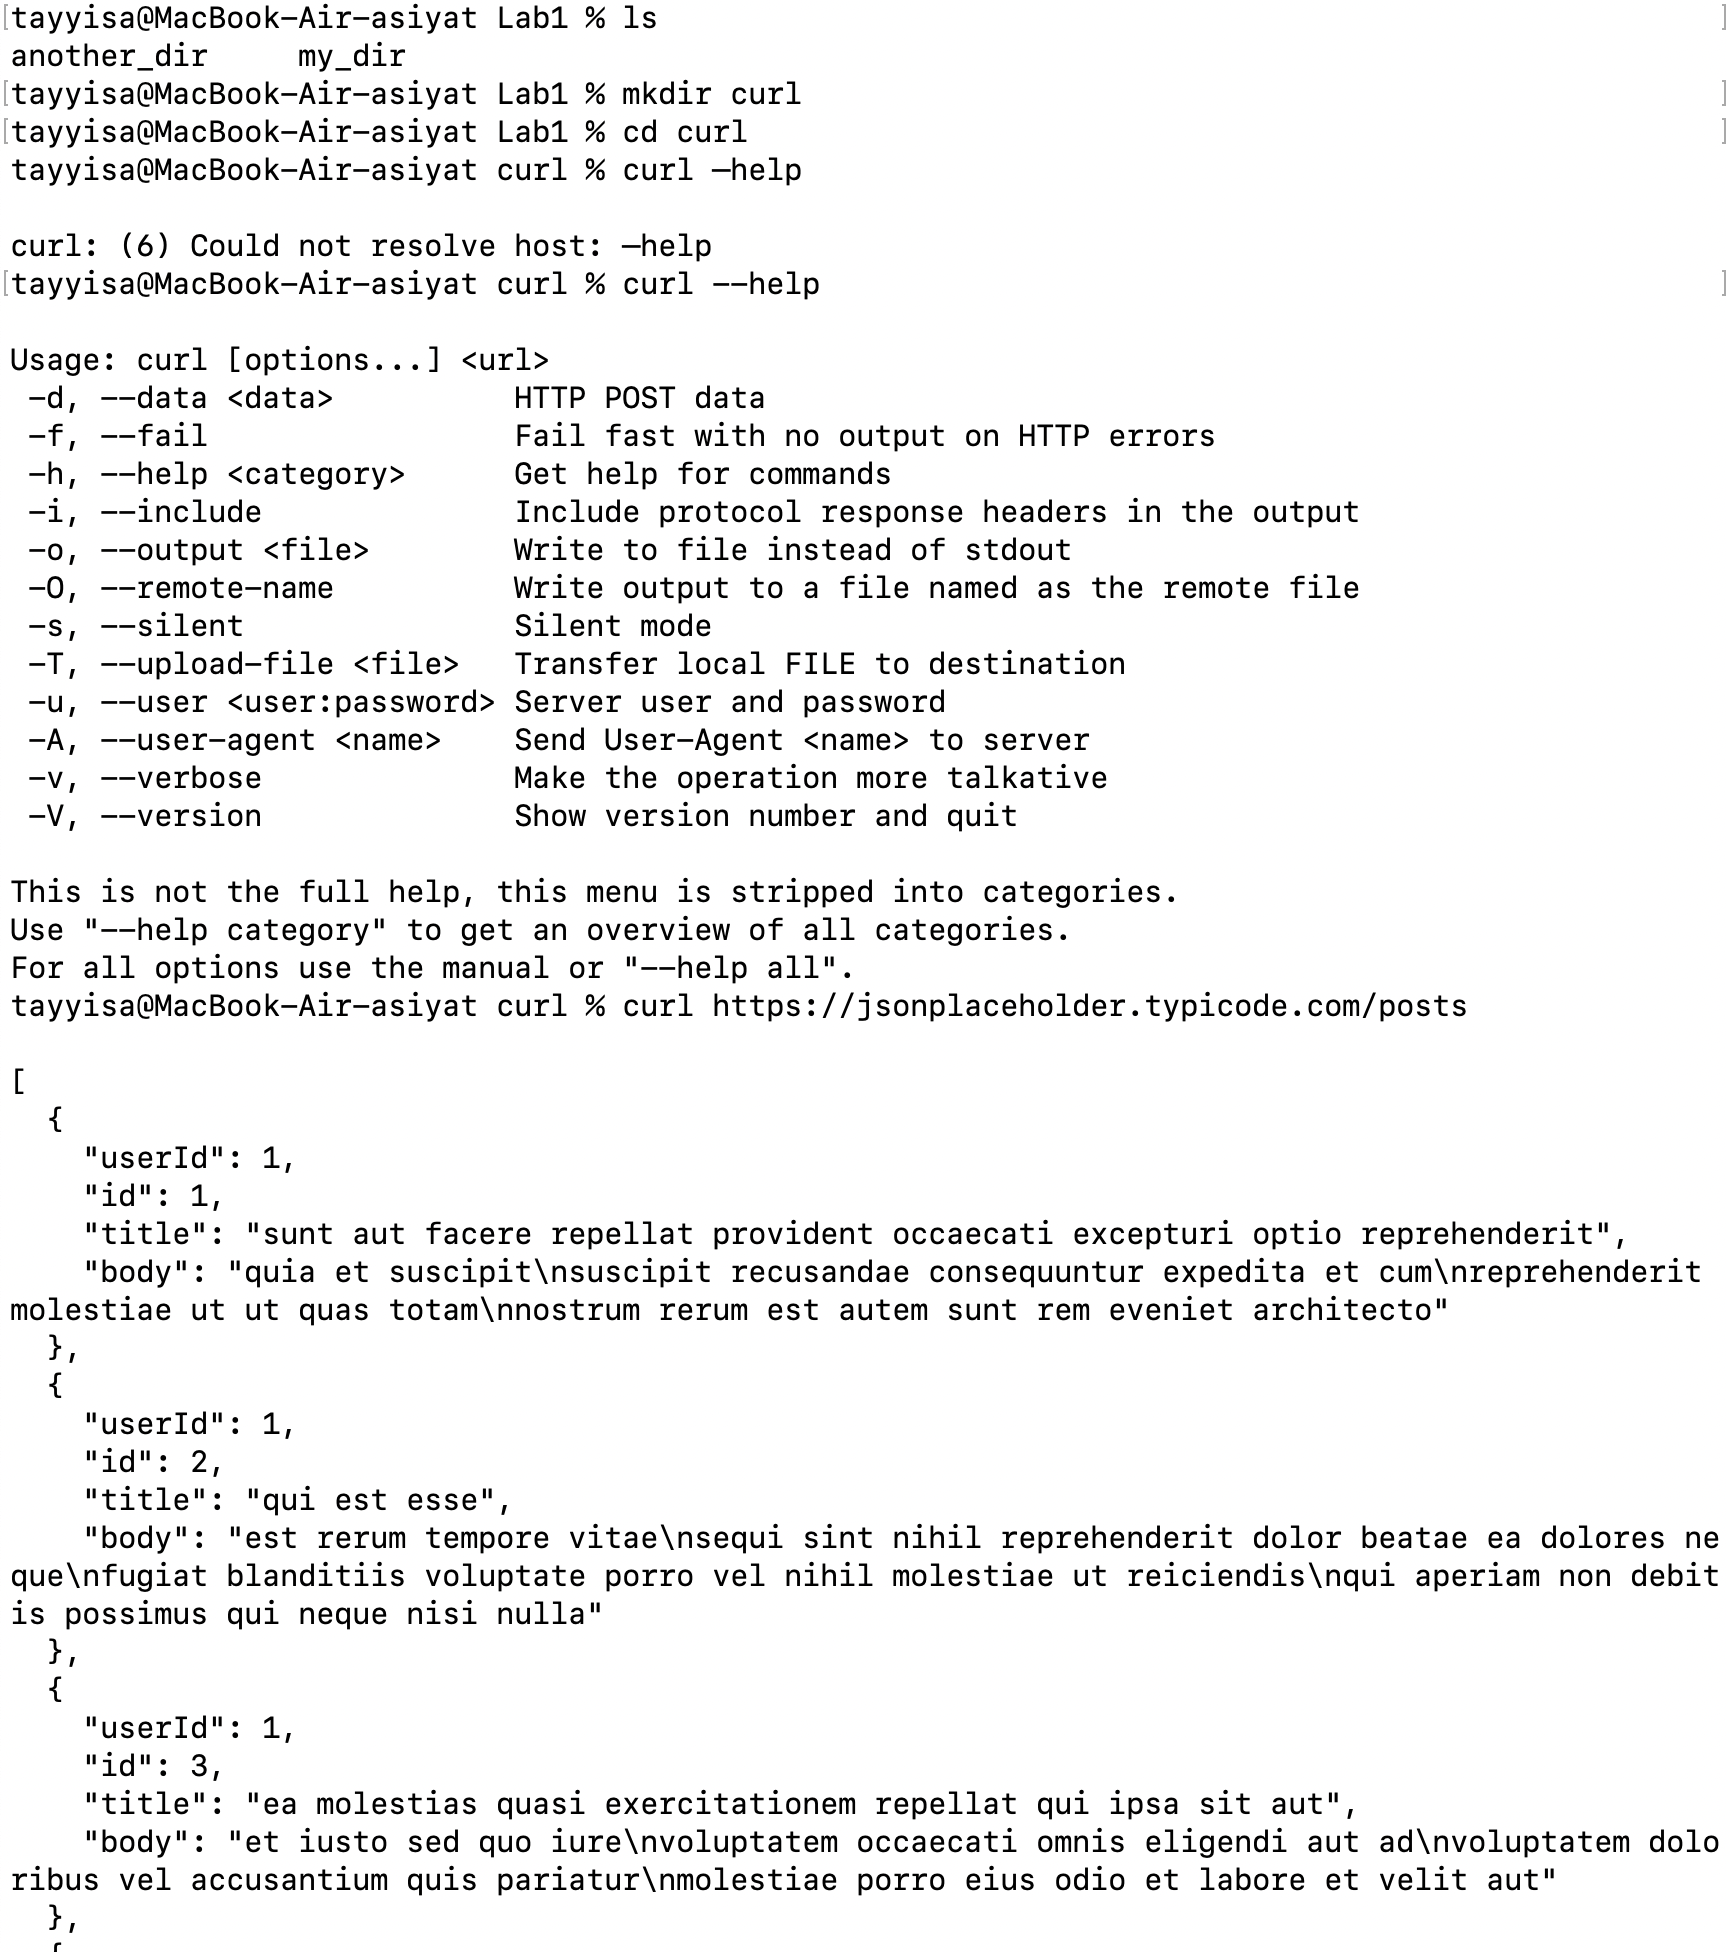 [tayyisa@MacBook-Air-asiyat Lab1 % ls ]
another_dir     my_dir
[tayyisa@MacBook-Air-asiyat Lab1 % mkdir curl ]
[tayyisa@MacBook-Air-asiyat Lab1 % cd curl ]
tayyisa@MacBook-Air-asiyat curl % curl —help
curl: (6) Could not resolve host: —help
[tayyisa@MacBook-Air-asiyat curl % curl --help ]
Usage: curl [options...] <url>
 -d, --data <data>          HTTP POST data
 -f, --fail                 Fail fast with no output on HTTP errors
 -h, --help <category>      Get help for commands
 -i, --include              Include protocol response headers in the output
 -o, --output <file>        Write to file instead of stdout
 -O, --remote-name          Write output to a file named as the remote file
 -s, --silent               Silent mode
 -T, --upload-file <file>   Transfer local FILE to destination
 -u, --user <user:password> Server user and password
 -A, --user-agent <name>    Send User-Agent <name> to server
 -v, --verbose              Make the operation more talkative
 -V, --version              Show version number and quit
This is not the full help, this menu is stripped into categories.
Use "--help category" to get an overview of all categories.
For all options use the manual or "--help all".
tayyisa@MacBook-Air-asiyat curl % curl https://jsonplaceholder.typicode.com/posts
[
  {
    "userId": 1,
    "id": 1,
    "title": "sunt aut facere repellat provident occaecati excepturi optio reprehenderit",
    "body": "quia et suscipit\nsuscipit recusandae consequuntur expedita et cum\nreprehenderit
molestiae ut ut quas totam\nnostrum rerum est autem sunt rem eveniet architecto"
  },
  {
    "userId": 1,
    "id": 2,
    "title": "qui est esse",
    "body": "est rerum tempore vitae\nsequi sint nihil reprehenderit dolor beatae ea dolores ne
que\nfugiat blanditiis voluptate porro vel nihil molestiae ut reiciendis\nqui aperiam non debit
is possimus qui neque nisi nulla"
  },
  {
    "userId": 1,
    "id": 3,
    "title": "ea molestias quasi exercitationem repellat qui ipsa sit aut",
    "body": "et iusto sed quo iure\nvoluptatem occaecati omnis eligendi aut ad\nvoluptatem dolo
ribus vel accusantium quis pariatur\nmolestiae porro eius odio et labore et velit aut"
  },
  {